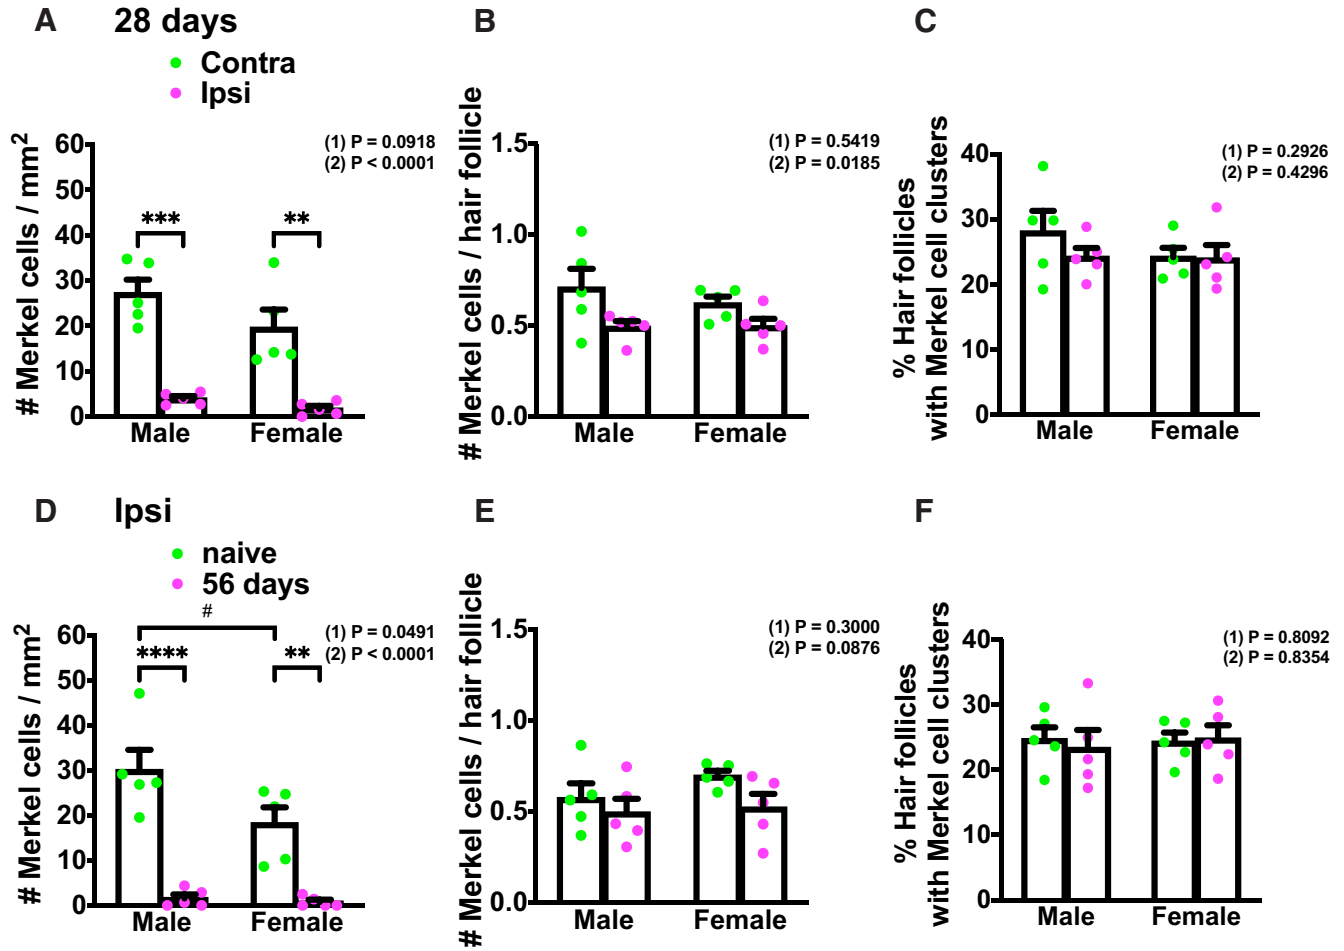 A
28 days
Contra
Ipsi
# Merkel cells / mm2
60
50
40
30
20
10
0
(1) P = 0.0918
(2) P < 0.0001
***
**
Male
Female
B
# Merkel cells / hair follicle
1.5
1.0
0.5
0.0
(1) P = 0.5419
(2) P = 0.0185
Male
Female
C
% Hair follicles
with Merkel cell clusters
40
30
20
10
0
(1) P = 0.2926
(2) P = 0.4296
Male
Female
D
Ipsi
naive
56 days
# Merkel cells / mm2
60
50
40
30
20
10
0
#
(1) P = 0.0491
(2) P < 0.0001
****
**
Male
Female
E
# Merkel cells / hair follicle
1.5
1.0
0.5
0.0
(1) P = 0.3000
(2) P = 0.0876
Male
Female
F
% Hair follicles
with Merkel cell clusters
40
30
20
10
0
(1) P = 0.8092
(2) P = 0.8354
Male
Female